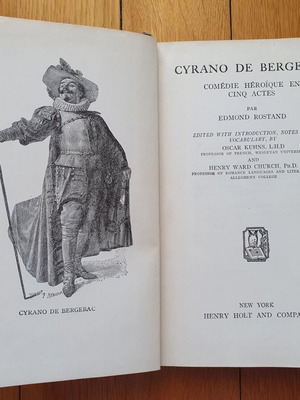 CYRANO DE BERGERAC
CYRANO DE BERGE
COMÉDIE HÉROÏQUE EN
CINQ ACTES
PAR
EDMOND ROSTAND
EDITED WITH INTRODUCTION, NOTES
VOCABULARY, BY
OSCAR KUHNS, L.H.D
PROFESSOR OF FRENCH, WESLEYAN UNIVERS
AND
HENRY WARD CHURCH, PH.D.
PROFESSOR OF ROMANCE LANGUAGES AND LITER
ALLEGHENY COLLEGE
NEW YORK
HENRY HOLT AND COMPA